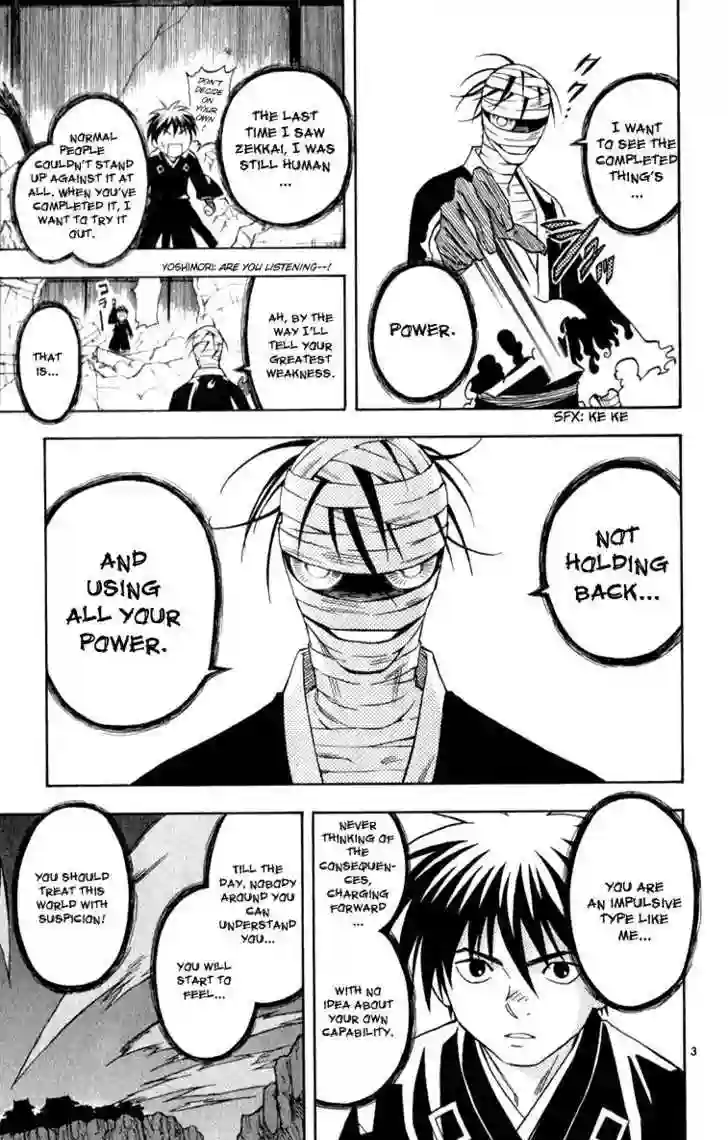 I WANT
TO SEE THE
COMPLETED
THING'S
...
POWER.
SFX: KE KE
THE LAST
TIME I SAW
ZEKKAI, I WAS
STILL HUMAN
...
DON'T
DECIDE
ON
YOUR
OWN!
NORMAL
PEOPLE
COULDN'T STAND
UP AGAINST IT AT
ALL. WHEN YOU'VE
COMPLETED IT, I
WANT TO TRY IT
OUT.
YOSHIMORI: ARE YOU LISTENING--!
AH, BY THE
WAY I'LL
TELL YOUR
GREATEST
WEAKNESS.
THAT
IS...
NOT
HOLDING
BACK...
AND
USING
ALL YOUR
POWER.
YOU ARE
AN IMPULSIVE
TYPE LIKE
ME...
NEVER
THINKING OF
THE
CONSEQUEN-
CES,
CHARGING
FORWARD
...
WITH NO
IDEA ABOUT
YOUR OWN
CAPABILITY.
TILL THE
DAY, NOBODY
AROUND YOU
CAN
UNDERSTAND
YOU...
YOU WILL
START TO
FEEL...
YOU SHOULD
TREAT THIS
WORLD WITH
SUSPICION!
3